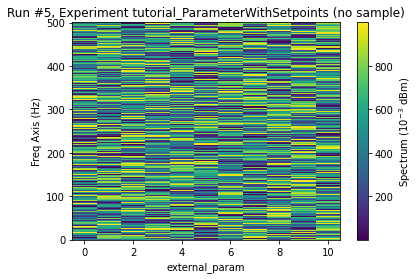 Run #5, Experiment tutorial_ParameterWithSetpoints (no sample)
500
400
300
200
100
0
Freq Axis (Hz)
0 2 4 6 8 10
external_param
800
600
400
200
Spectrum (10⁻³ dBm)